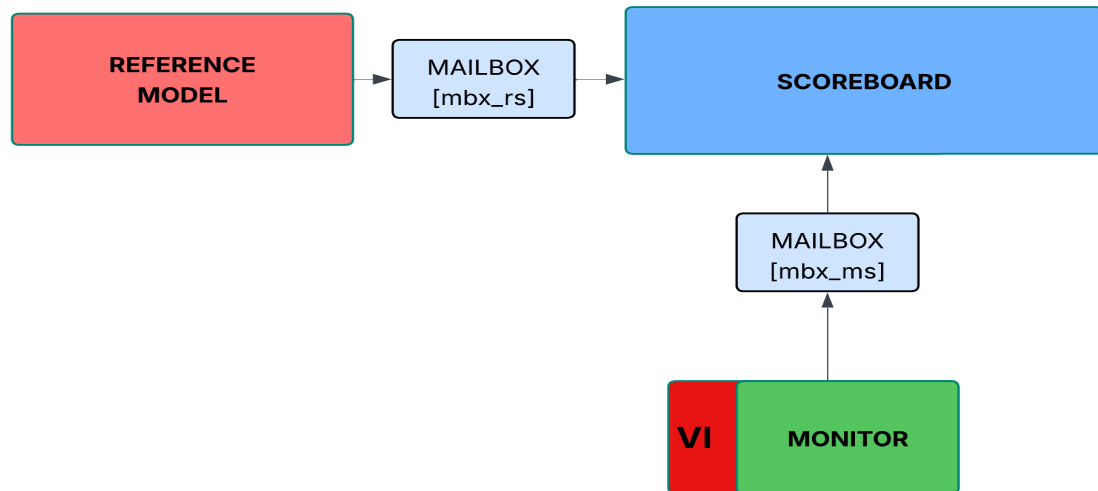 REFERENCE
MODEL
MAILBOX
[mbx_rs]
SCOREBOARD
MAILBOX
[mbx_ms]
VI
MONITOR